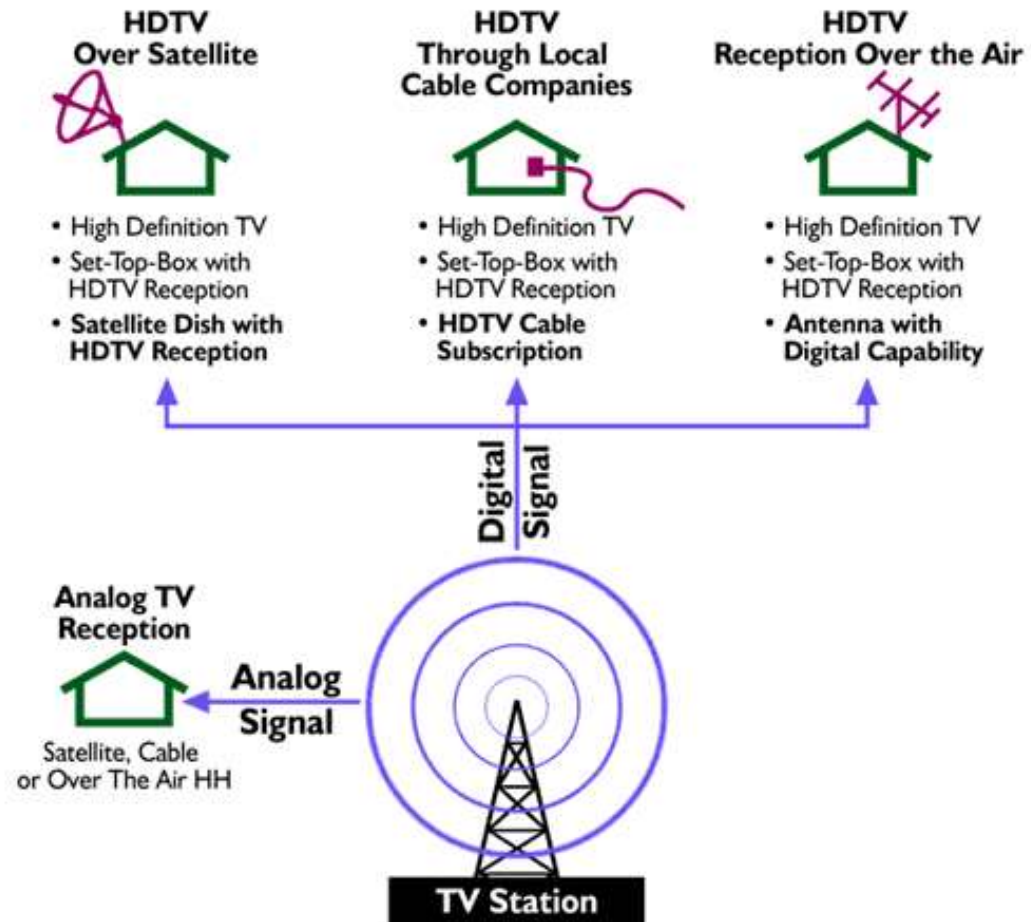 HDTV
Over Satellite
• High Definition TV
• Set-Top-Box with
HDTV Reception
• Satellite Dish with
HDTV Reception
HDTV
Through Local
Cable Companies
• High Definition TV
• Set-Top-Box with
HDTV Reception
• HDTV Cable
Subscription
HDTV
Reception Over the Air
• High Definition TV
• Set-Top-Box with
HDTV Reception
• Antenna with
Digital Capability
Digital
Signal
Analog TV
Reception
Satellite, Cable
or Over The Air HH
Analog
Signal
TV Station